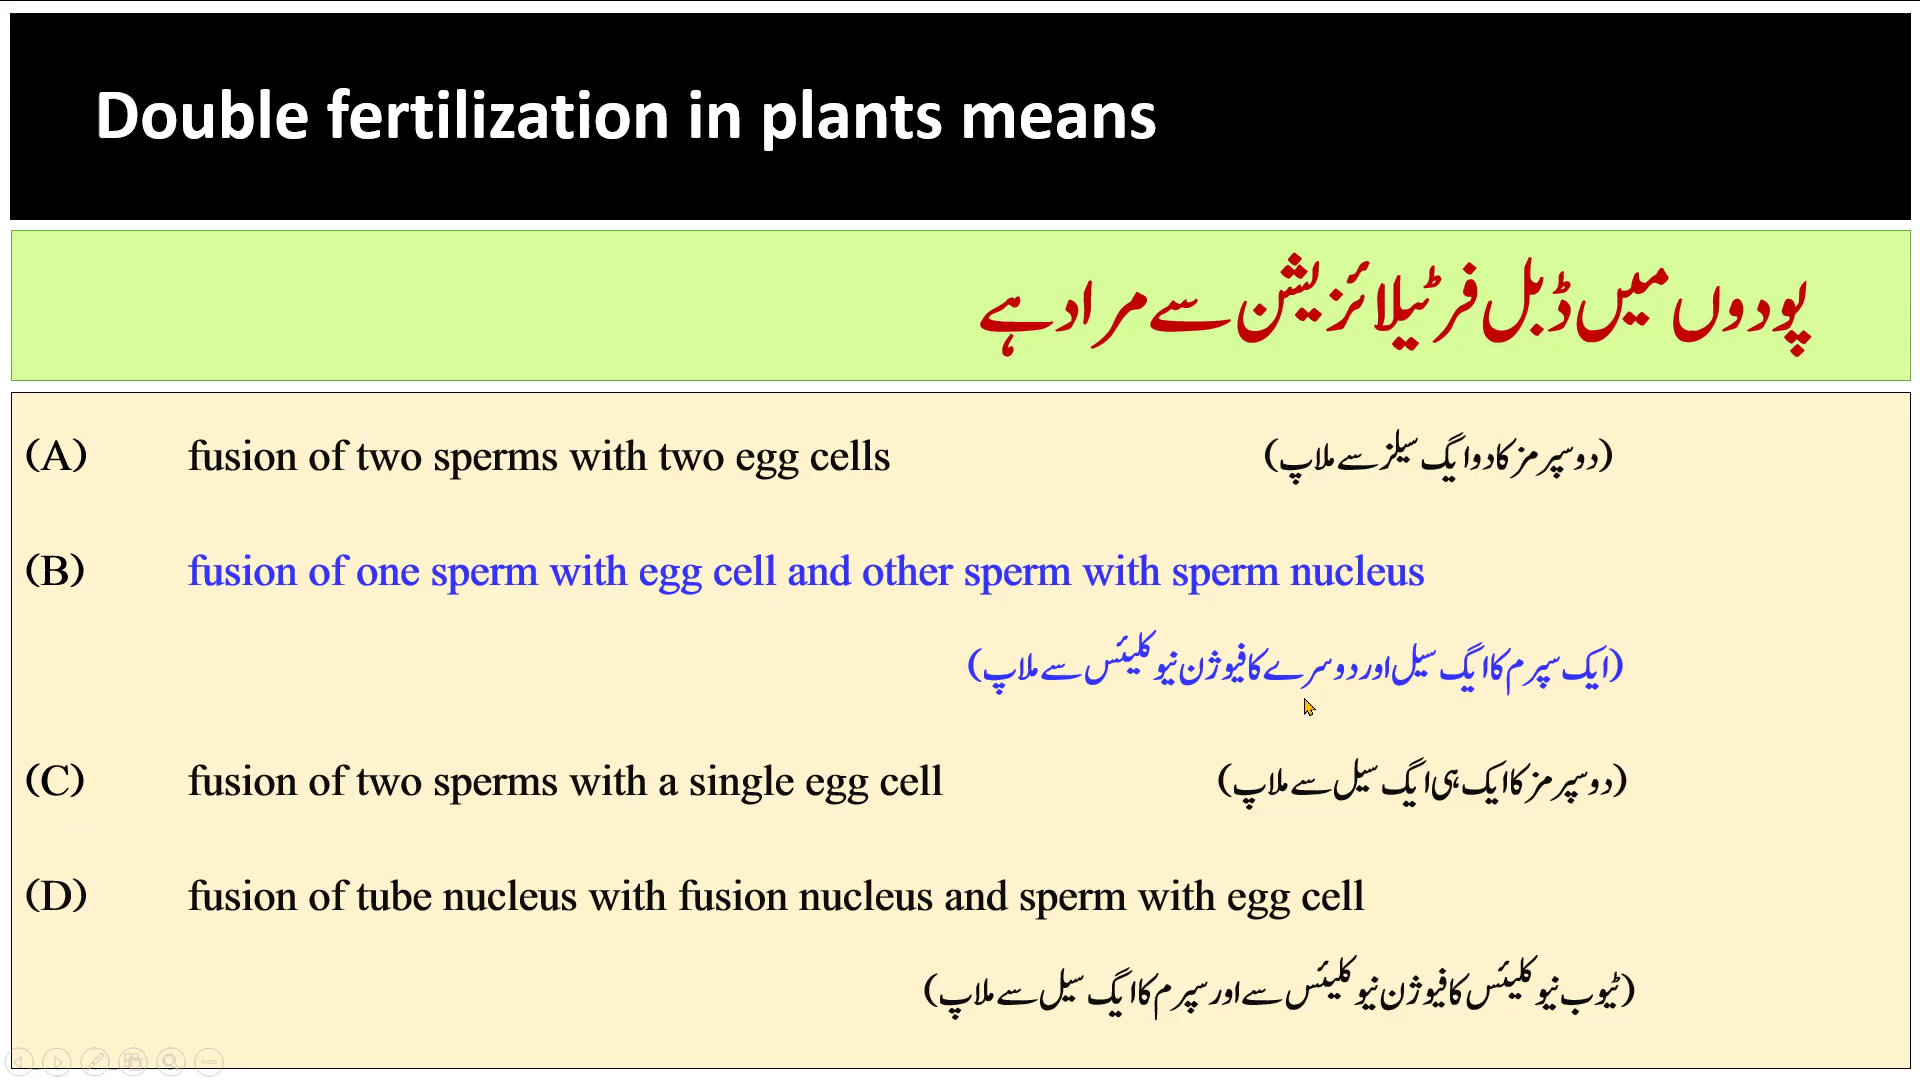 Double fertilization in plants means
پودوں میں ڈبل فرٹیلائزیشن سے مراد ہے
(A) fusion of two sperms with two egg cells (دو سپرمز کا دو ایگ سیلز سے ملاپ)
(B) fusion of one sperm with egg cell and other sperm with sperm nucleus
(ایک سپرم کا ایگ سیل اور دوسرے کا فیوژن نیوکلیئس سے ملاپ)
(C) fusion of two sperms with a single egg cell (دو سپرمز کا ایک ہی ایگ سیل سے ملاپ)
(D) fusion of tube nucleus with fusion nucleus and sperm with egg cell
(ٹیوب نیوکلیئس کا فیوژن نیوکلیئس سے اور سپرم کا ایگ سیل سے ملاپ)